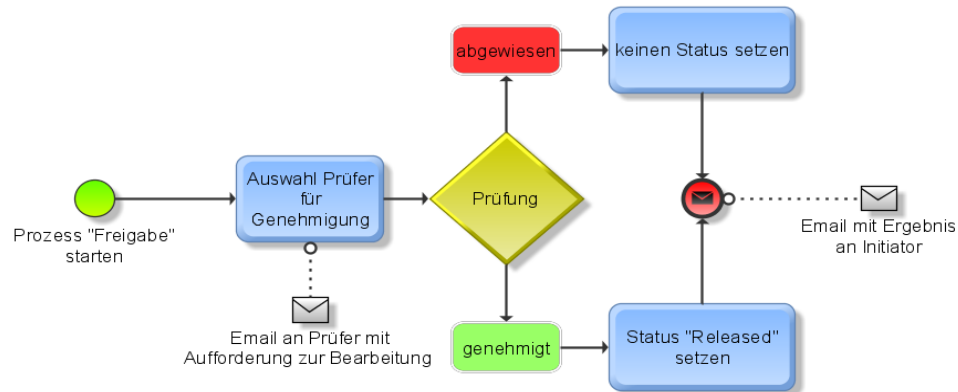 Prozess "Freigabe"
starten
Auswahl Prüfer
für
Genehmigung
Email an Prüfer mit
Aufforderung zur Bearbeitung
Prüfung
abgewiesen
keinen Status setzen
genehmigt
Status "Released"
setzen
Email mit Ergebnis
an Initiator